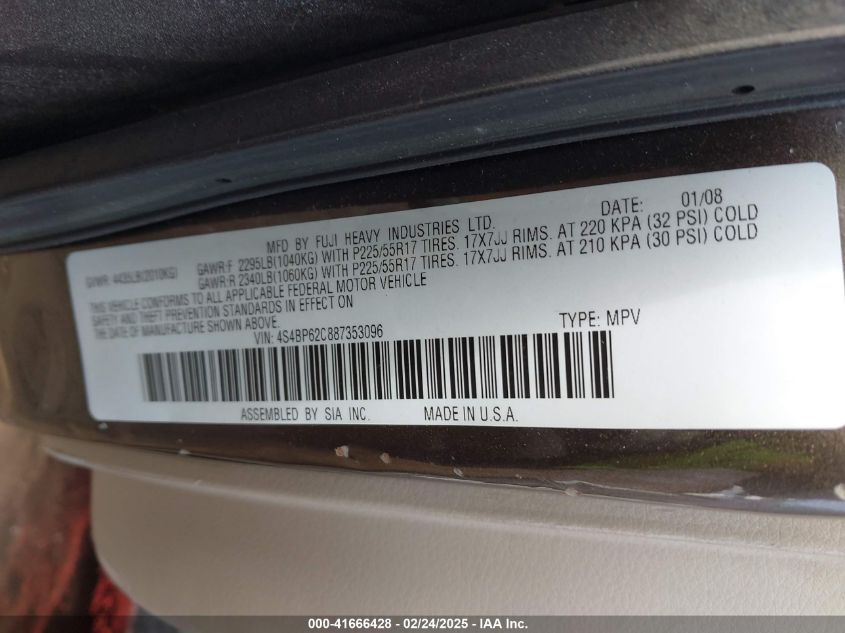 MFD BY FUJI HEAVY INDUSTRIES LTD. DATE: 01/08
GVWR: 4435LB(2010KG) GAWR:F 2295LB(1040KG) WITH P225/55R17 TIRES. 17X7JJ RIMS. AT 220 KPA (32 PSI) COLD
GAWR:R 2340LB(1060KG) WITH P225/55R17 TIRES. 17X7JJ RIMS. AT 210 KPA (30 PSI) COLD
THIS VEHICLE CONFORMS TO ALL APPLICABLE FEDERAL MOTOR VEHICLE
SAFETY AND THEFT PREVENTION STANDARDS IN EFFECT ON
THE DATE OF MANUFACTURE SHOWN ABOVE.
VIN: 4S4BP62C887353096 TYPE: MPV
ASSEMBLED BY SIA INC. MADE IN U.S.A.
000-41666428 - 02/24/2025 - IAA Inc.